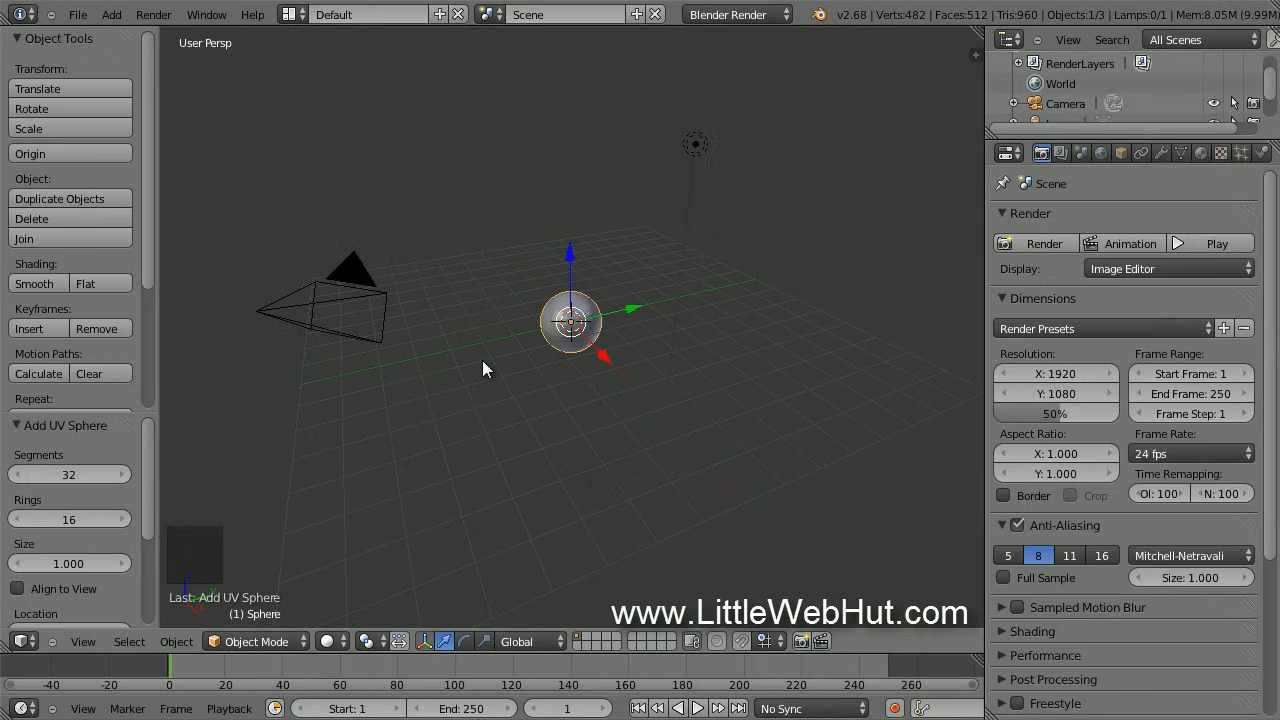 File Add Render Window Help Default Scene Blender Render v2.68 | Verts:482 | Faces:512 | Tris:960 | Objects:1/3 | Lamps:0/1 | Mem:8.05M (9.99M
Object Tools
Transform:
Translate
Rotate
Scale
Origin
Object:
Duplicate Objects
Delete
Join
Shading:
Smooth Flat
Keyframes:
Insert Remove
Motion Paths:
Calculate Clear
Repeat:
Add UV Sphere
Segments
32
Rings
16
Size
1.000
Align to View
Location
User Persp
Last: Add UV Sphere
(1) Sphere
www.LittleWebHut.com
View Select Object Object Mode Global
-40 -20 0 20 40 60 80 100 120 140 160 180 200 220 240 260
View Marker Frame Playback Start: 1 End: 250 1 No Sync
View Search All Scenes
RenderLayers
World
Camera
Scene
Render
Render Animation Play
Display: Image Editor
Dimensions
Render Presets
Resolution: Frame Range:
X: 1920 Start Frame: 1
Y: 1080 End Frame: 250
50% Frame Step: 1
Aspect Ratio: Frame Rate:
X: 1.000 24 fps
Y: 1.000 Time Remapping:
Border Crop Ol: 100 N: 100
Anti-Aliasing
5 8 11 16 Mitchell-Netravali
Full Sample Size: 1.000
Sampled Motion Blur
Shading
Performance
Post Processing
Freestyle